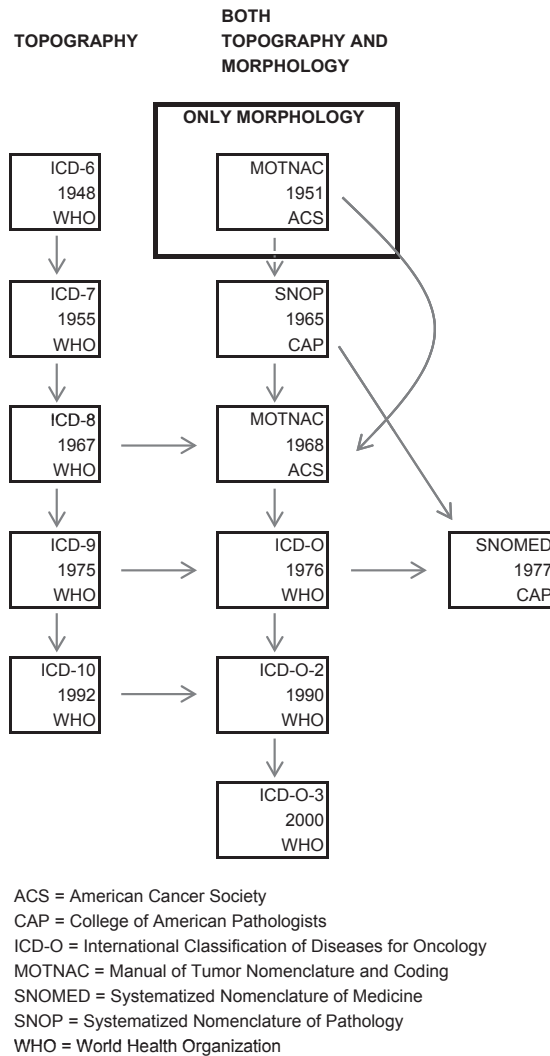 TOPOGRAPHY
BOTH
TOPOGRAPHY AND
MORPHOLOGY
ONLY MORPHOLOGY
ICD-6
1948
WHO
MOTNAC
1951
ACS
ICD-7
1955
WHO
SNOP
1965
CAP
ICD-8
1967
WHO
MOTNAC
1968
ACS
ICD-9
1975
WHO
ICD-O
1976
WHO
SNOMED
1977
CAP
ICD-10
1992
WHO
ICD-O-2
1990
WHO
ICD-O-3
2000
WHO
ACS = American Cancer Society
CAP = College of American Pathologists
ICD-O = International Classification of Diseases for Oncology
MOTNAC = Manual of Tumor Nomenclature and Coding
SNOMED = Systematized Nomenclature of Medicine
SNOP = Systematized Nomenclature of Pathology
WHO = World Health Organization